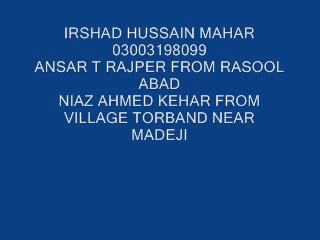 IRSHAD HUSSAIN MAHAR
03003198099
ANSAR T RAJPER FROM RASOOL
ABAD
NIAZ AHMED KEHAR FROM
VILLAGE TORBAND NEAR
MADEJI